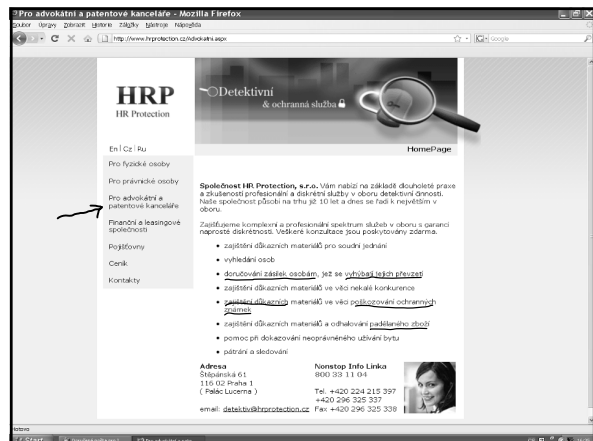 Pro advokátní a patentové kanceláře - Mozilla Firefox
Soubor Úpravy Zobrazit Historie Záložky Nástroje Nápověda
http://www.hrprotection.cz/Advokatni.aspx
Google
HRP
HR Protection
Detektivní
& ochranná služba
En | Cz | Ru
HomePage
Pro fyzické osoby
Pro právnické osoby
Pro advokátní a
patentové kanceláře
Finanční a leasingové
společnosti
Pojišťovny
Ceník
Kontakty
Společnost HR Protection, s.r.o. Vám nabízí na základě dlouholeté praxe
a zkušeností profesionální a diskrétní služby v oboru detektivní činnosti.
Naše společnost působí na trhu již 10 let a dnes se řadí k největším v
oboru.
Zajišťujeme komplexní a profesionální spektrum služeb v oboru s garancí
naprosté diskrétnosti. Veškeré konzultace jsou poskytovány zdarma.
• zajištění důkazních materiálů pro soudní jednání
• vyhledání osob
• doručování zásilek osobám, jež se vyhýbají jejich převzetí
• zajištění důkazních materiálů ve věci nekalé konkurence
• zajištění důkazních materiálů ve věci poškozování ochranných
známek
• zajištění důkazních materiálů a odhalování padělaného zboží
• pomoc při dokazování neoprávněného užívání bytu
• pátrání a sledování
Adresa
Štěpánská 61
116 02 Praha 1
( Palác Lucerna )
email: detektiv@hrprotection.cz
Nonstop Info Linka
800 33 11 04
Tel. +420 224 215 397
+420 296 325 337
Fax +420 296 325 338
Hotovo
Start